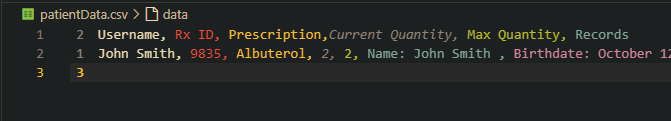 patientData.csv > data
1 2 Username, Rx ID, Prescription,Current Quantity, Max Quantity, Records
2 1 John Smith, 9835, Albuterol, 2, 2, Name: John Smith , Birthdate: October 12
3 3